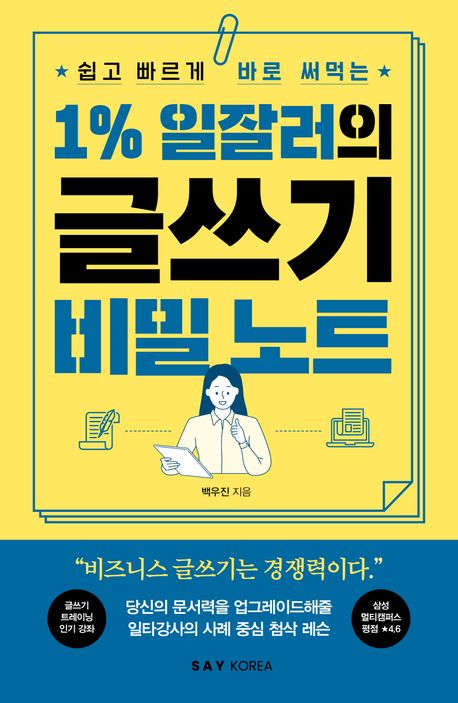 ★ 쉽고 빠르게 바로 써먹는 ★
1% 일잘러의
글쓰기
비밀 노트
백우진 지음
“비즈니스 글쓰기는 경쟁력이다.”
글쓰기
트레이닝
인기 강좌
당신의 문서력을 업그레이드해줄
일타강사의 사례 중심 첨삭 레슨
삼성
멀티캠퍼스
평점 ★4.6
SAY KOREA